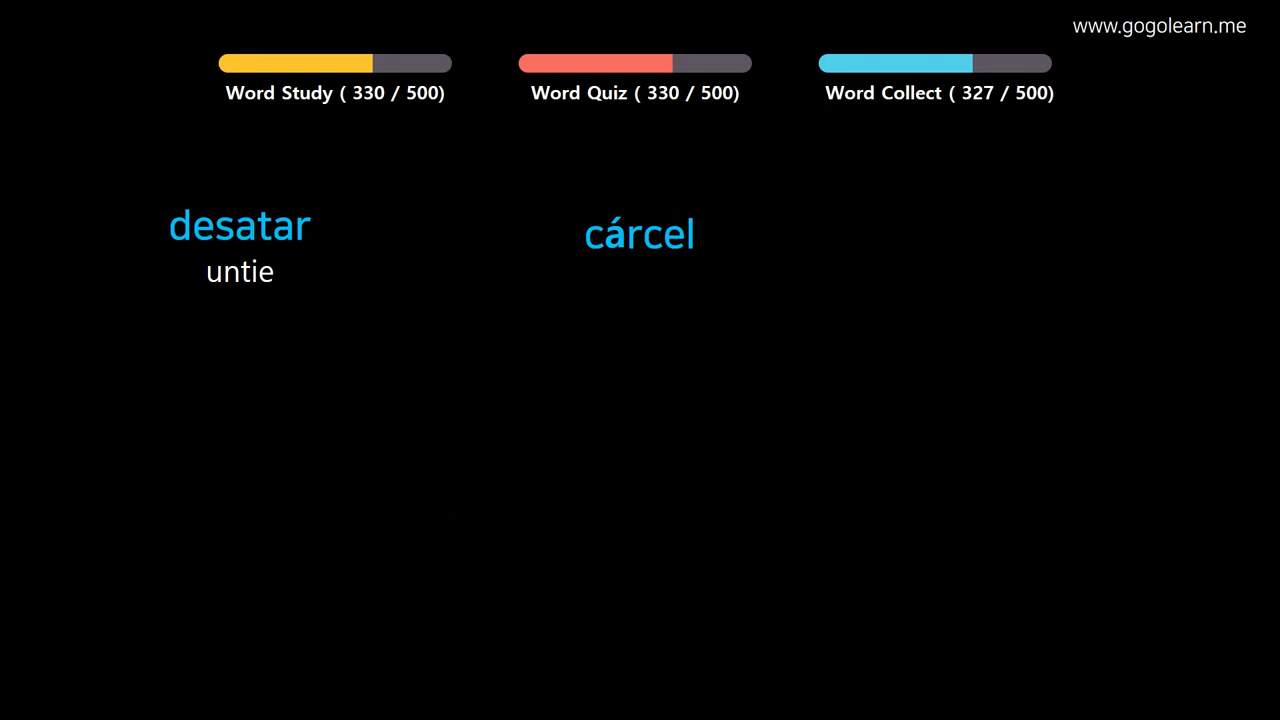 www.gogolearn.me
Word Study ( 330 / 500)
Word Quiz ( 330 / 500)
Word Collect ( 327 / 500)
desatar
untie
cárcel